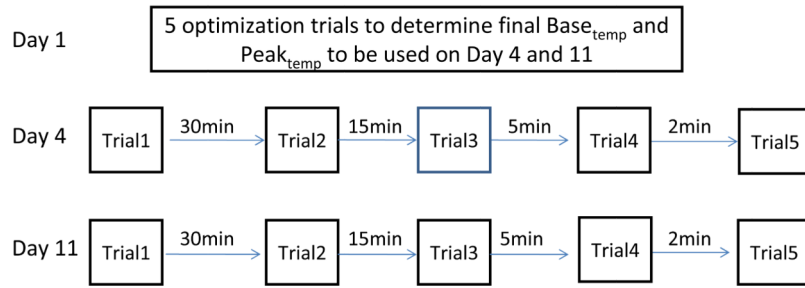 Day 1
5 optimization trials to determine final Base_temp and
Peak_temp to be used on Day 4 and 11
Day 4
Trial1 30min Trial2 15min Trial3 5min Trial4 2min Trial5
Day 11
Trial1 30min Trial2 15min Trial3 5min Trial4 2min Trial5